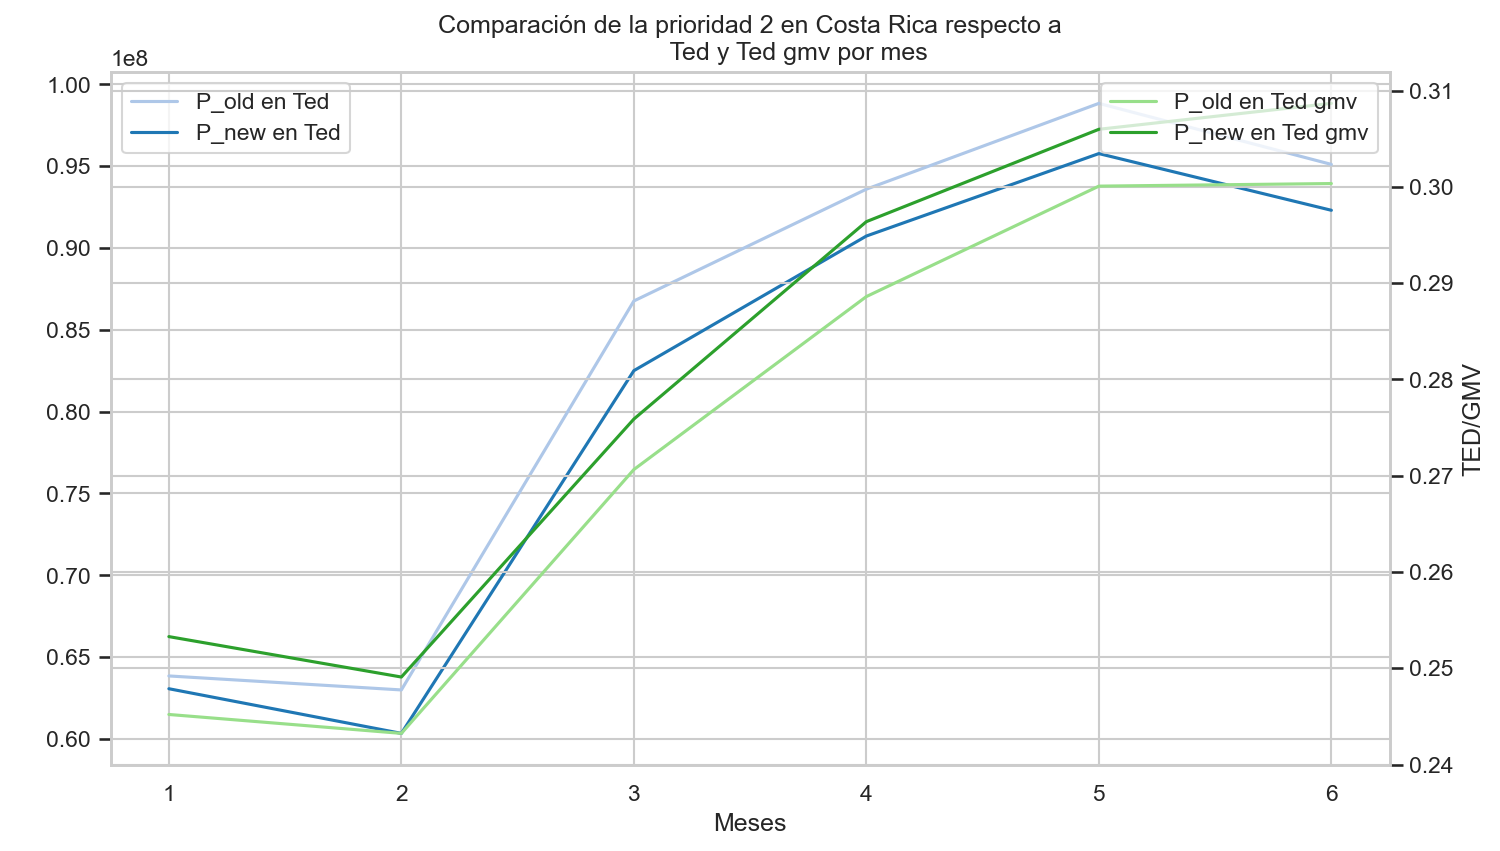 Comparación de la prioridad 2 en Costa Rica respecto a
Ted y Ted gmv por mes
1e8
1.00
0.95
0.90
0.85
0.80
0.75
0.70
0.65
0.60
P_old en Ted
P_new en Ted
P_old en Ted gmv
P_new en Ted gmv
0.31
0.30
0.29
0.28
0.27
0.26
0.25
0.24
TED/GMV
1 2 3 4 5 6
Meses